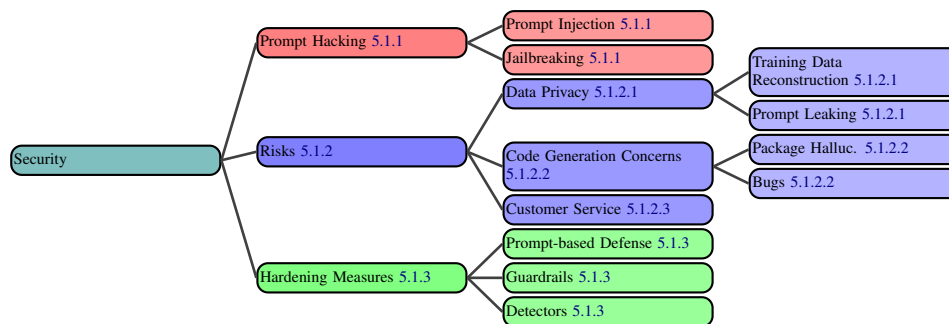 Security
Prompt Hacking 5.1.1
Prompt Injection 5.1.1
Jailbreaking 5.1.1
Risks 5.1.2
Data Privacy 5.1.2.1
Training Data
Reconstruction 5.1.2.1
Prompt Leaking 5.1.2.1
Code Generation Concerns
5.1.2.2
Package Halluc. 5.1.2.2
Bugs 5.1.2.2
Customer Service 5.1.2.3
Hardening Measures 5.1.3
Prompt-based Defense 5.1.3
Guardrails 5.1.3
Detectors 5.1.3